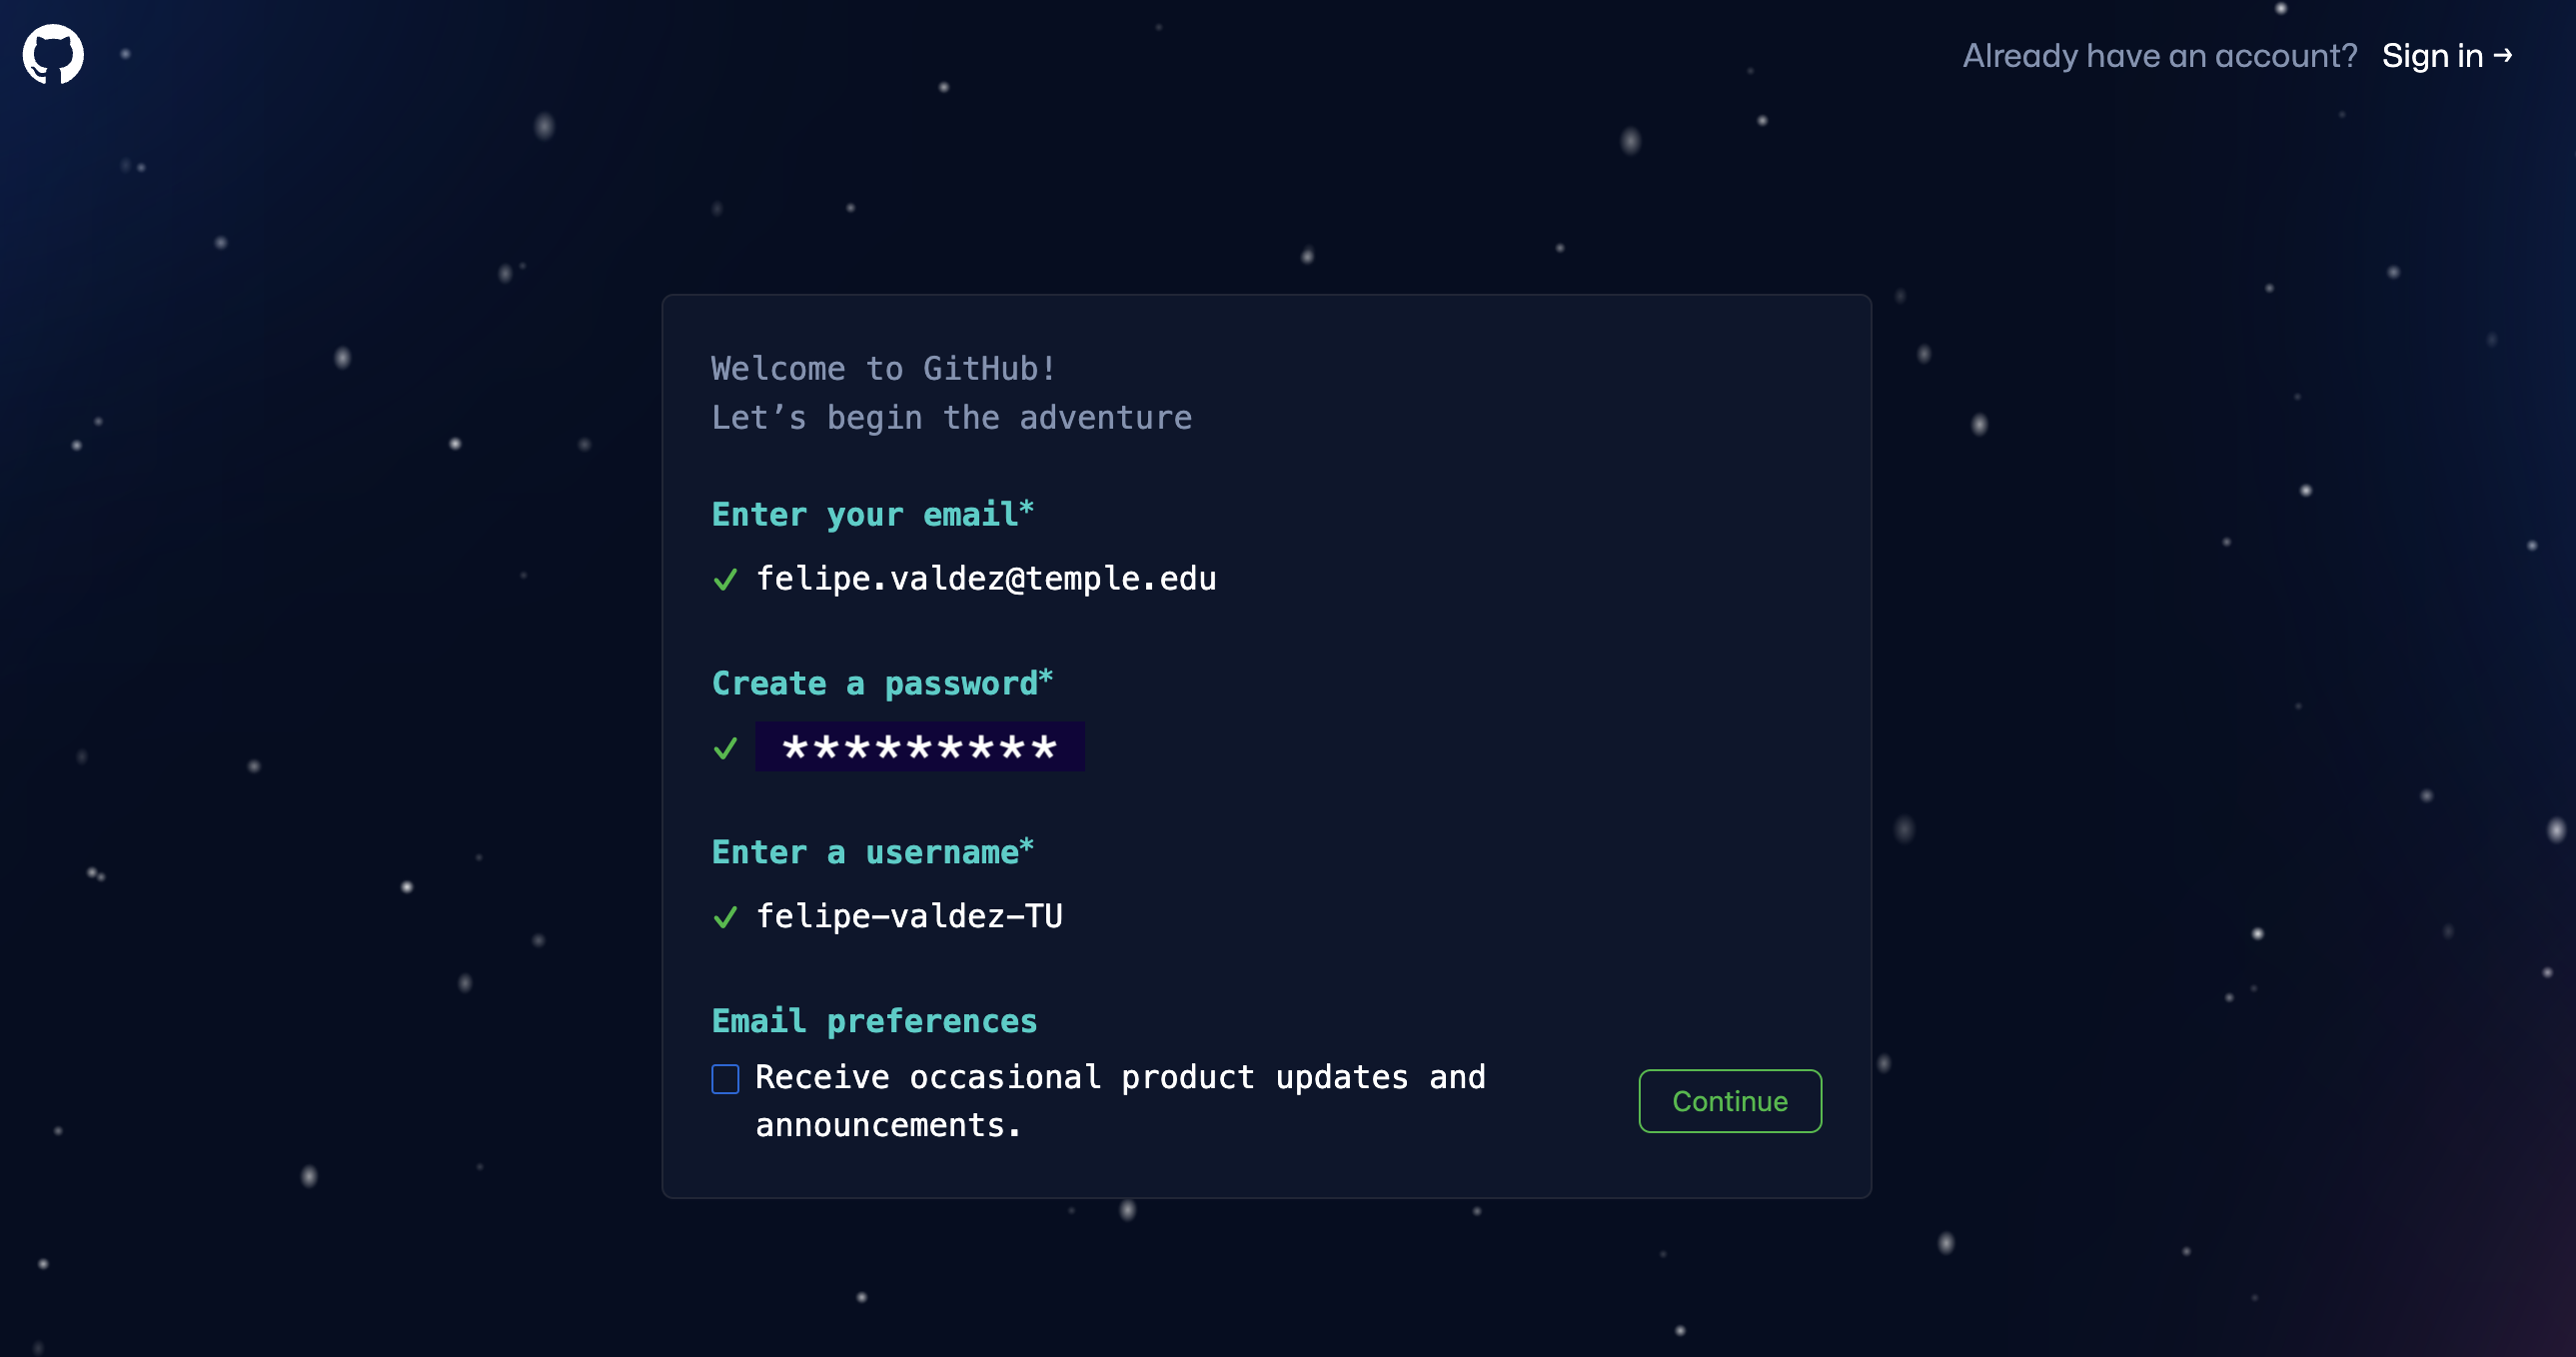 Already have an account? Sign in →
Welcome to GitHub!
Let’s begin the adventure
Enter your email*
✓ felipe.valdez@temple.edu
Create a password*
✓ *********
Enter a username*
✓ felipe-valdez-TU
Email preferences
Receive occasional product updates and
announcements.
Continue